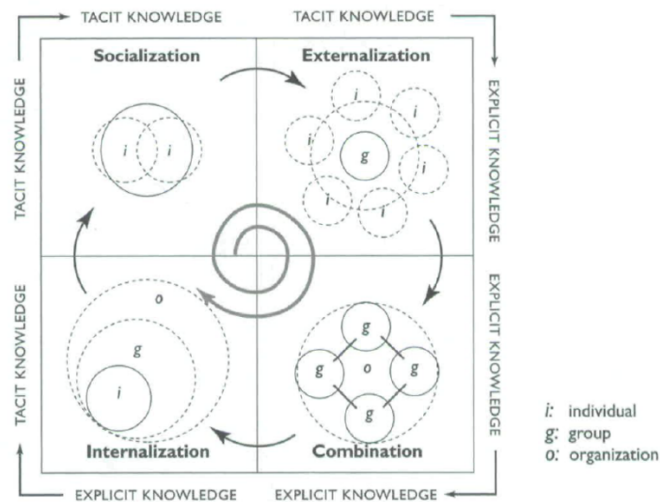 TACIT KNOWLEDGE
TACIT KNOWLEDGE
Socialization
Externalization
TACIT KNOWLEDGE
EXPLICIT KNOWLEDGE
i
i
i
i
i
i
i
i
g
o
g
i
g
g
o
g
g
TACIT KNOWLEDGE
EXPLICIT KNOWLEDGE
Internalization
Combination
EXPLICIT KNOWLEDGE
EXPLICIT KNOWLEDGE
i: individual
g: group
o: organization